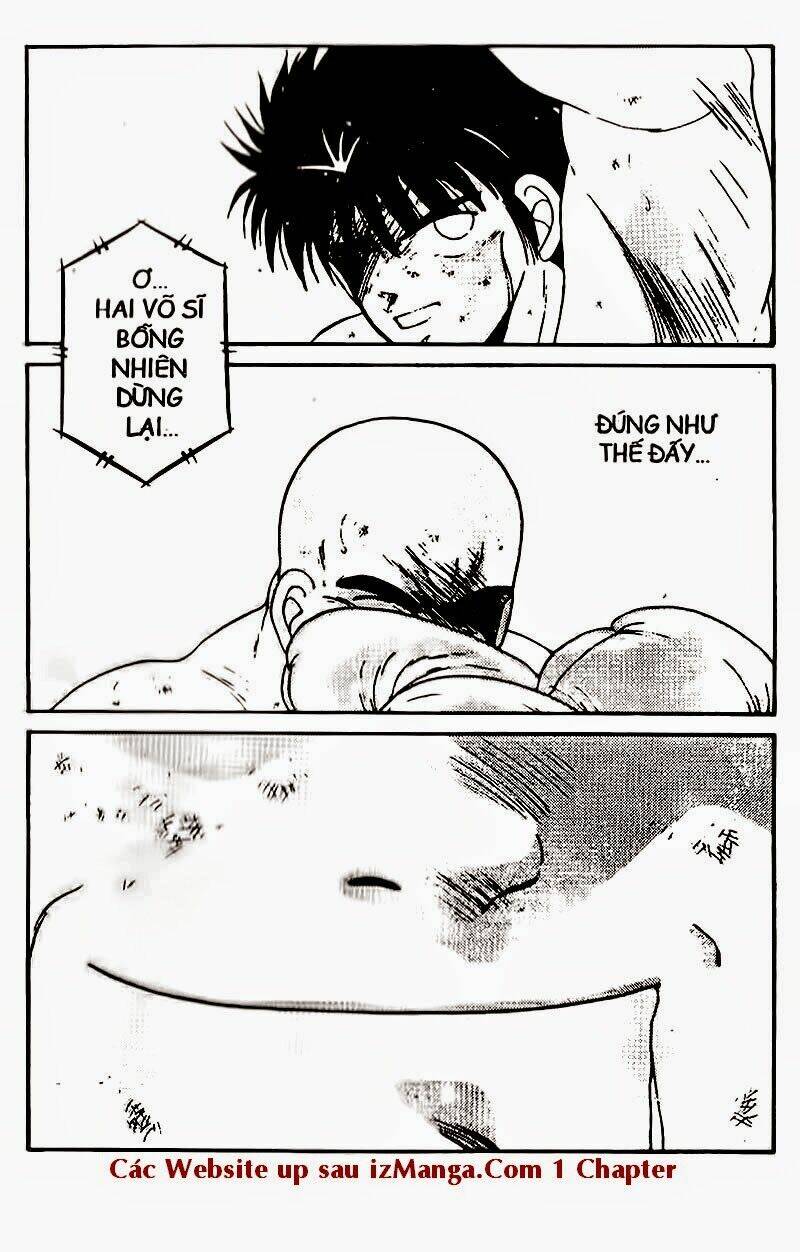 Ơ...
HAI VÕ SĨ
BỖNG
NHIÊN
DỪNG
LẠI...
ĐÚNG NHƯ
THẾ ĐẤY...
Các Website up sau izManga.Com 1 Chapter